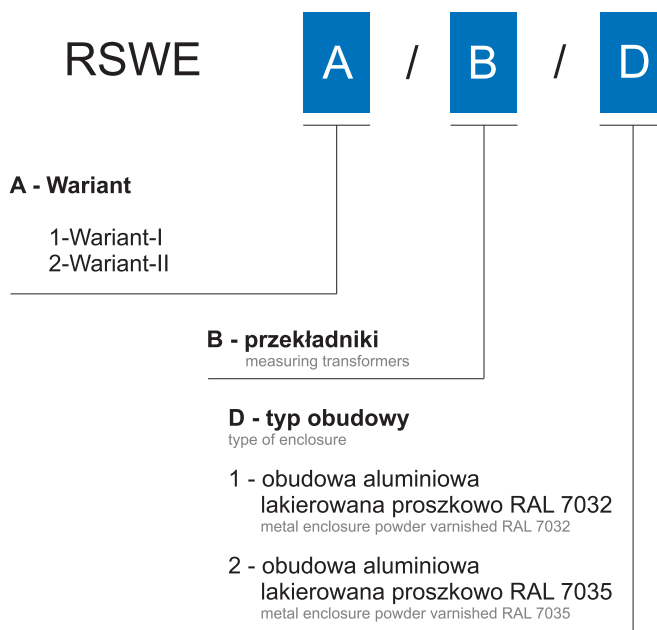 RSWE A / B / D
A - Wariant
1-Wariant-I
2-Wariant-II
B - przekładniki
measuring transformers
D - typ obudowy
type of enclosure
1 - obudowa aluminiowa
lakierowana proszkowo RAL 7032
metal enclosure powder varnished RAL 7032
2 - obudowa aluminiowa
lakierowana proszkowo RAL 7035
metal enclosure powder varnished RAL 7035